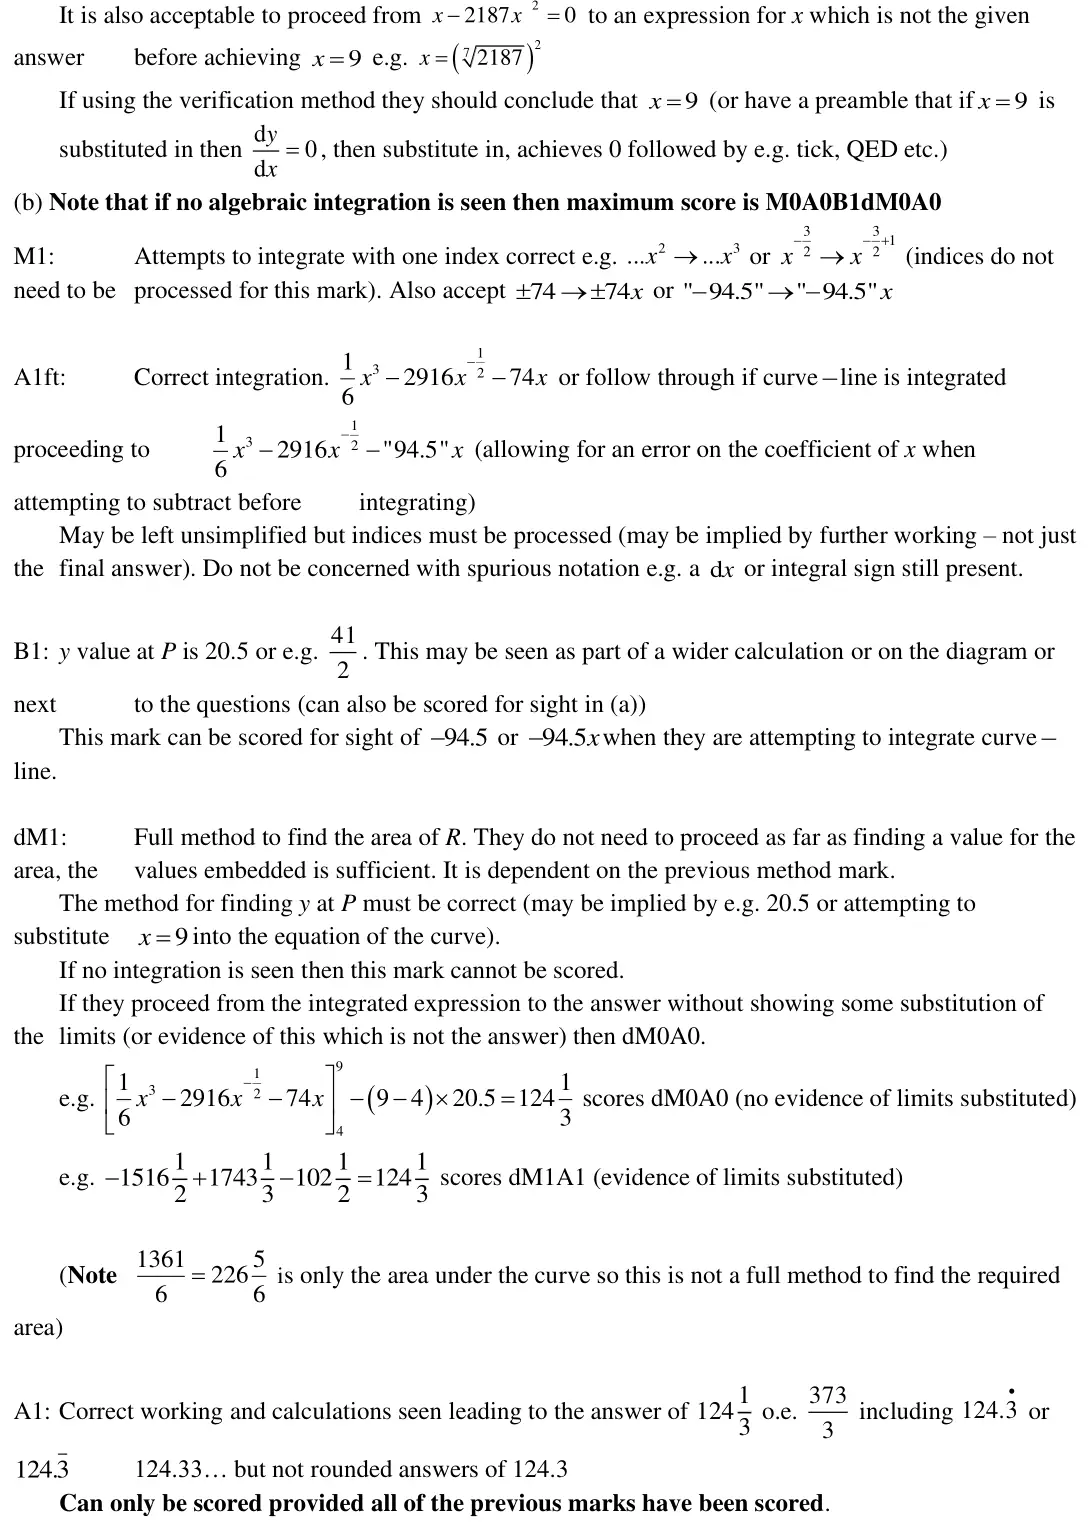 It is also acceptable to proceed from x − 2187x ² = 0 to an expression for x which is not the given
answer before achieving x = 9 e.g. x = (⁷√2187)²
If using the verification method they should conclude that x = 9 (or have a preamble that if x = 9 is
substituted in then dy/dx = 0, then substitute in, achieves 0 followed by e.g. tick, QED etc.)
(b) Note that if no algebraic integration is seen then maximum score is M0A0B1dM0A0
M1: Attempts to integrate with one index correct e.g. ...x² → ...x³ or x^(−3/2) → x^(−3/2+1) (indices do not
need to be processed for this mark). Also accept ±74 → ±74x or "−94.5" → "−94.5"x
A1ft: Correct integration. 1/6 x³ − 2916x^(−1/2) − 74x or follow through if curve – line is integrated
proceeding to 1/6 x³ − 2916x^(−1/2) − "94.5"x (allowing for an error on the coefficient of x when
attempting to subtract before integrating)
May be left unsimplified but indices must be processed (may be implied by further working – not just
the final answer). Do not be concerned with spurious notation e.g. a dx or integral sign still present.
B1: y value at P is 20.5 or e.g. 41/2. This may be seen as part of a wider calculation or on the diagram or
next to the questions (can also be scored for sight in (a))
This mark can be scored for sight of −94.5 or −94.5x when they are attempting to integrate curve –
line.
dM1: Full method to find the area of R. They do not need to proceed as far as finding a value for the
area, the values embedded is sufficient. It is dependent on the previous method mark.
The method for finding y at P must be correct (may be implied by e.g. 20.5 or attempting to
substitute x = 9 into the equation of the curve).
If no integration is seen then this mark cannot be scored.
If they proceed from the integrated expression to the answer without showing some substitution of
the limits (or evidence of this which is not the answer) then dM0A0.
e.g. [1/6 x³ − 2916x^(−1/2) − 74x]₄⁹ − (9 − 4) × 20.5 = 124 1/3 scores dM0A0 (no evidence of limits substituted)
e.g. −1516 1/2 + 1743 1/3 − 102 1/2 = 124 1/3 scores dM1A1 (evidence of limits substituted)
(Note 1361/6 = 226 5/6 is only the area under the curve so this is not a full method to find the required
area)
A1: Correct working and calculations seen leading to the answer of 124 1/3 o.e. 373/3 including 124.3̇ or
124.3̅ 124.33… but not rounded answers of 124.3
Can only be scored provided all of the previous marks have been scored.